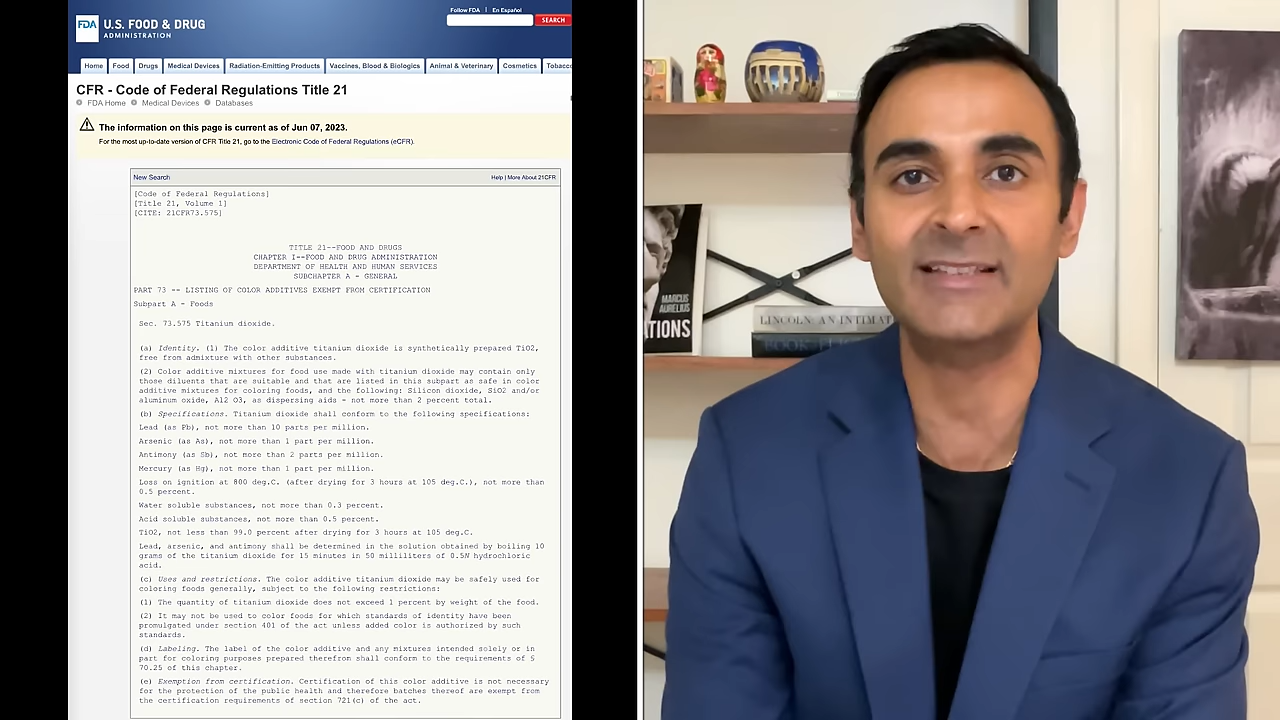 Follow FDA | En Español
FDA U.S. FOOD & DRUG
ADMINISTRATION
SEARCH
Home Food Drugs Medical Devices Radiation-Emitting Products Vaccines, Blood & Biologics Animal & Veterinary Cosmetics Tobacco
CFR - Code of Federal Regulations Title 21
FDA Home Medical Devices Databases
The information on this page is current as of Jun 07, 2023.
For the most up-to-date version of CFR Title 21, go to the Electronic Code of Federal Regulations (eCFR).
New Search Help | More About 21CFR
[Code of Federal Regulations]
[Title 21, Volume 1]
[CITE: 21CFR73.575]
TITLE 21--FOOD AND DRUGS
CHAPTER I--FOOD AND DRUG ADMINISTRATION
DEPARTMENT OF HEALTH AND HUMAN SERVICES
SUBCHAPTER A - GENERAL
PART 73 -- LISTING OF COLOR ADDITIVES EXEMPT FROM CERTIFICATION
Subpart A - Foods
Sec. 73.575 Titanium dioxide.
(a) Identity. (1) The color additive titanium dioxide is synthetically prepared TiO2,
free from admixture with other substances.
(2) Color additive mixtures for food use made with titanium dioxide may contain only
those diluents that are suitable and that are listed in this subpart as safe in color
additive mixtures for coloring foods, and the following: Silicon dioxide, SiO2 and/or
aluminum oxide, Al2 O3, as dispersing aids - not more than 2 percent total.
(b) Specifications. Titanium dioxide shall conform to the following specifications:
Lead (as Pb), not more than 10 parts per million.
Arsenic (as As), not more than 1 part per million.
Antimony (as Sb), not more than 2 parts per million.
Mercury (as Hg), not more than 1 part per million.
Loss on ignition at 800 deg.C. (after drying for 3 hours at 105 deg.C.), not more than
0.5 percent.
Water soluble substances, not more than 0.3 percent.
Acid soluble substances, not more than 0.5 percent.
TiO2, not less than 99.0 percent after drying for 3 hours at 105 deg.C.
Lead, arsenic, and antimony shall be determined in the solution obtained by boiling 10
grams of the titanium dioxide for 15 minutes in 50 milliliters of 0.5N hydrochloric
acid.
(c) Uses and restrictions. The color additive titanium dioxide may be safely used for
coloring foods generally, subject to the following restrictions:
(1) The quantity of titanium dioxide does not exceed 1 percent by weight of the food.
(2) It may not be used to color foods for which standards of identity have been
promulgated under section 401 of the act unless added color is authorized by such
standards.
(d) Labeling. The label of the color additive and any mixtures intended solely or in
part for coloring purposes prepared therefrom shall conform to the requirements of §
70.25 of this chapter.
(e) Exemption from certification. Certification of this color additive is not necessary
for the protection of the public health and therefore batches thereof are exempt from
the certification requirements of section 721(c) of the act.
MARCUS
AURELIUS
TIONS
LINCOLN: AN INTIMAT